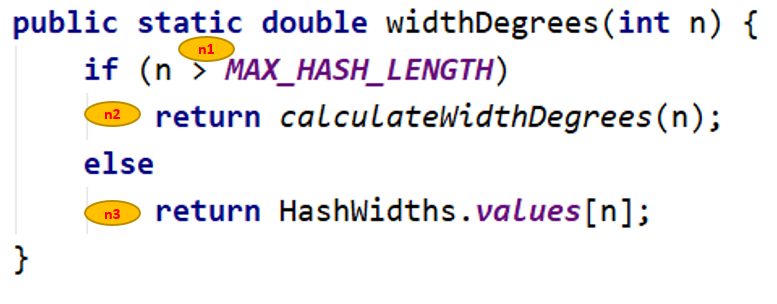 public static double widthDegrees(int n) {
n1
if (n > MAX_HASH_LENGTH)
n2 return calculateWidthDegrees(n);
else
n3 return HashWidths.values[n];
}